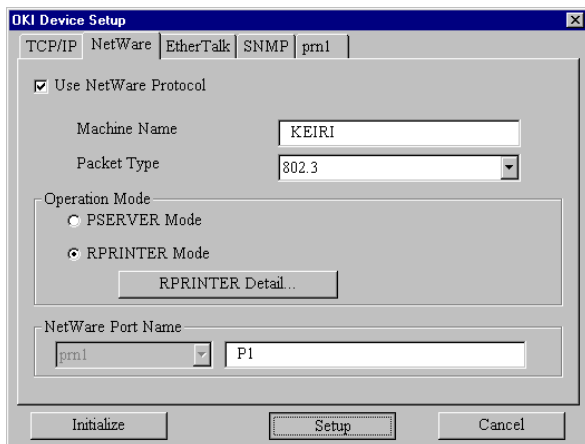 OKI Device Setup
TCP/IP NetWare EtherTalk SNMP prn1
Use NetWare Protocol
Machine Name KEIRI
Packet Type 802.3
Operation Mode
PSERVER Mode
RPRINTER Mode
RPRINTER Detail...
NetWare Port Name
prn1 P1
Initialize Setup Cancel